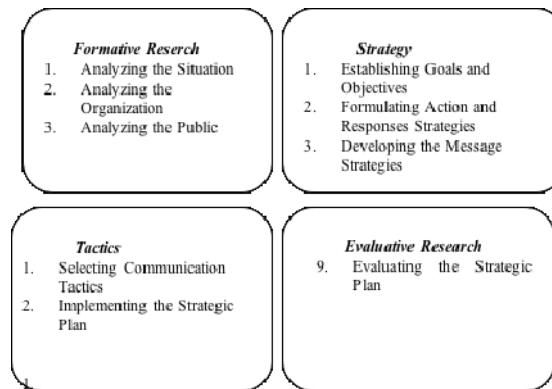 Formative Reserch
1. Analyzing the Situation
2. Analyzing the
Organization
3. Analyzing the Public
Strategy
1. Establishing Goals and
Objectives
2. Formulating Action and
Responses Strategies
3. Developing the Message
Strategies
Tactics
1. Selecting Communication
Tactics
2. Implementing the Strategic
Plan
1
Evaluative Research
9. Evaluating the Strategic
Plan